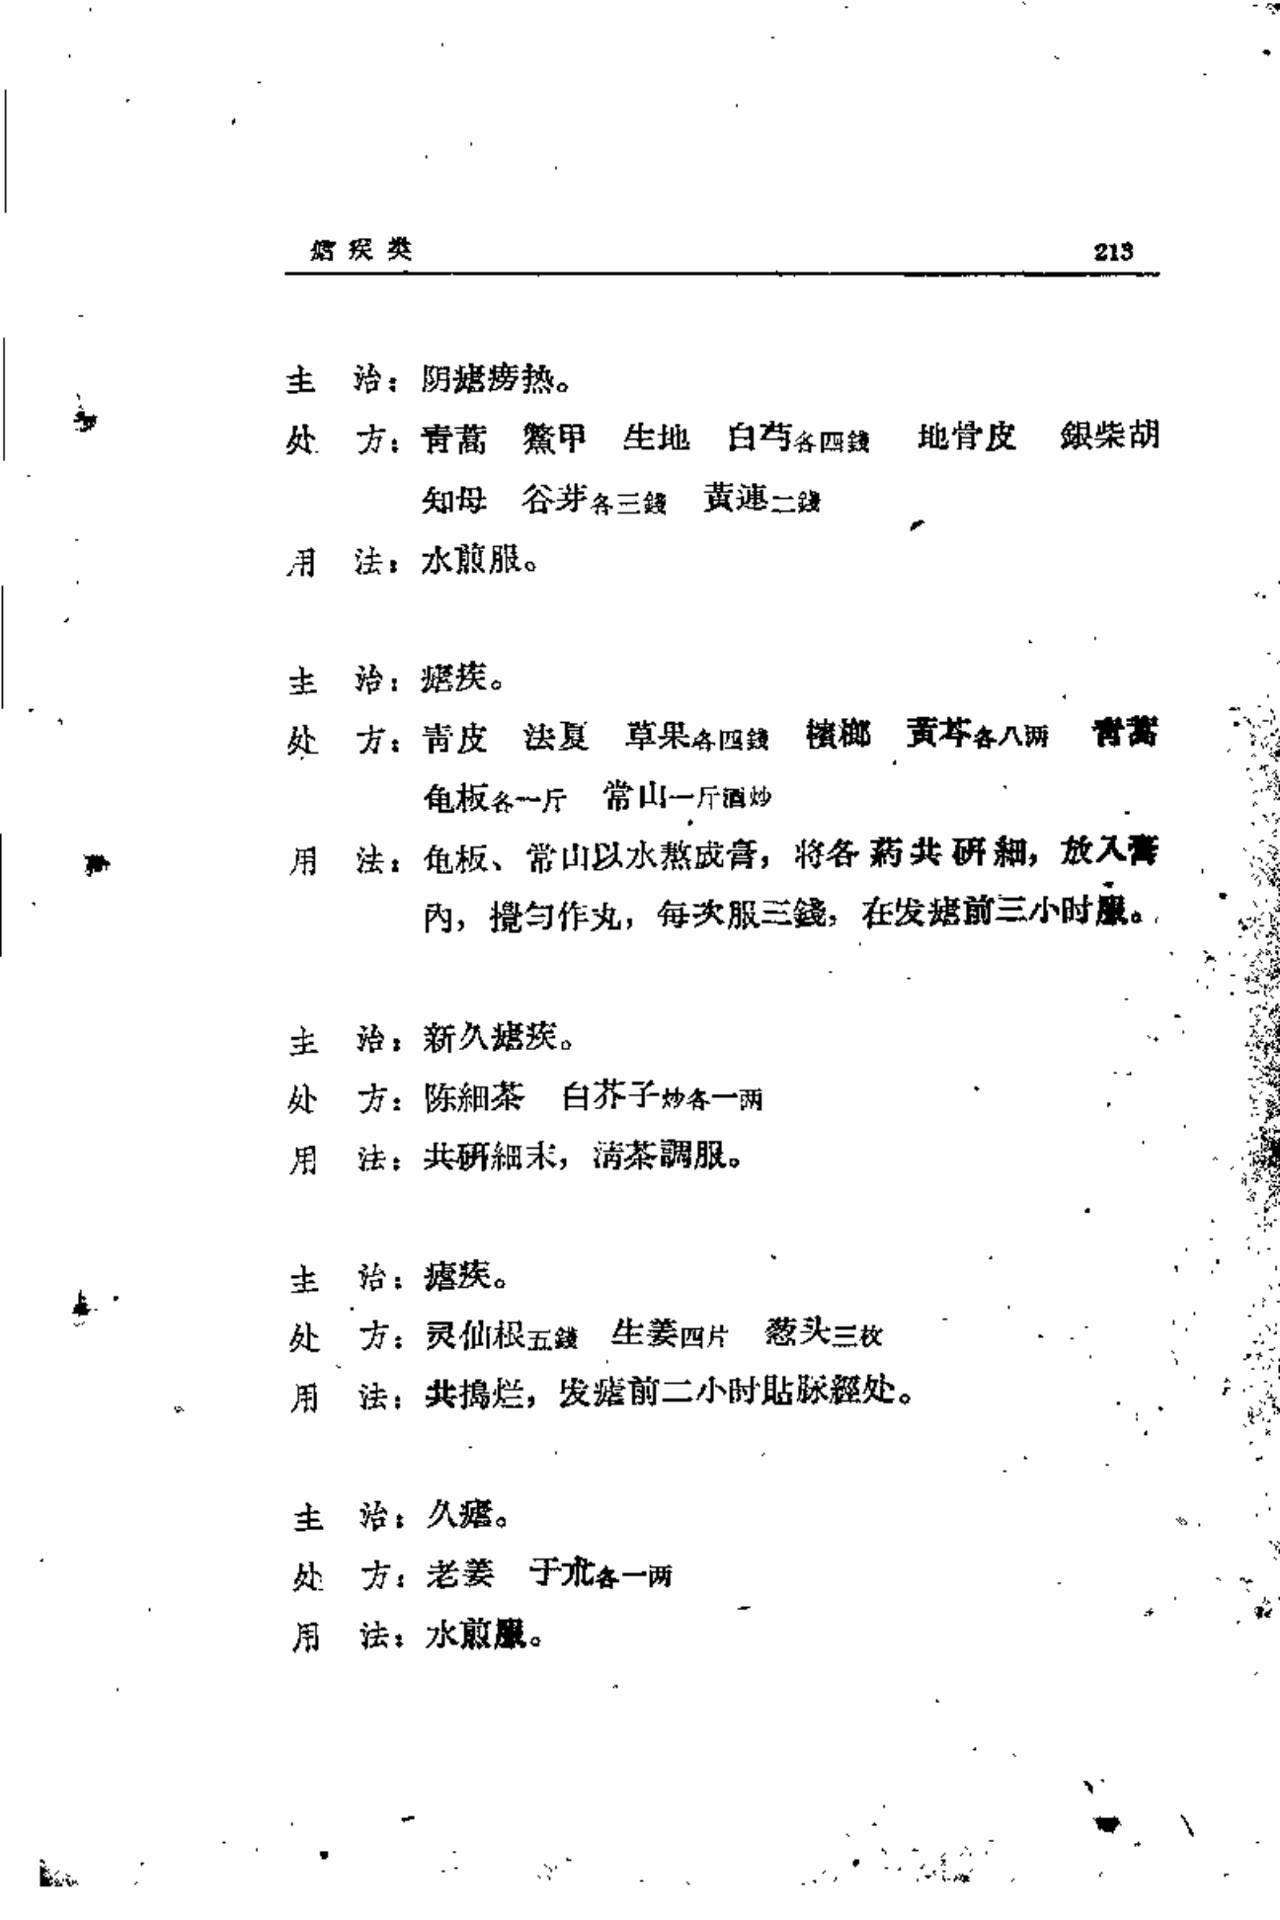 瘧疾类 213
主 治：阴瘧痨热。
处 方：青蒿 鱉甲 生地 白芍各四錢 地骨皮 銀柴胡
知母 谷芽各三錢 黃連二錢
用 法：水煎服。
主 治：瘧疾。
处 方：青皮 法夏 草果各四錢 檳榔 黃芩各八两 青蒿
龟板各一斤 常山一斤酒炒
用 法：龟板、常山以水熬成膏，将各药共研細，放入膏
內，攪匀作丸，每次服三錢，在发瘧前三小时服。
主 治：新久瘧疾。
处 方：陈細茶 白芥子炒各一两
用 法：共研細末，清茶調服。
主 治：瘧疾。
处 方：灵仙根五錢 生姜四片 葱头三枚
用 法：共搗烂，发瘧前二小时貼脉經处。
主 治：久瘧。
处 方：老姜 于朮各一两
用 法：水煎服。